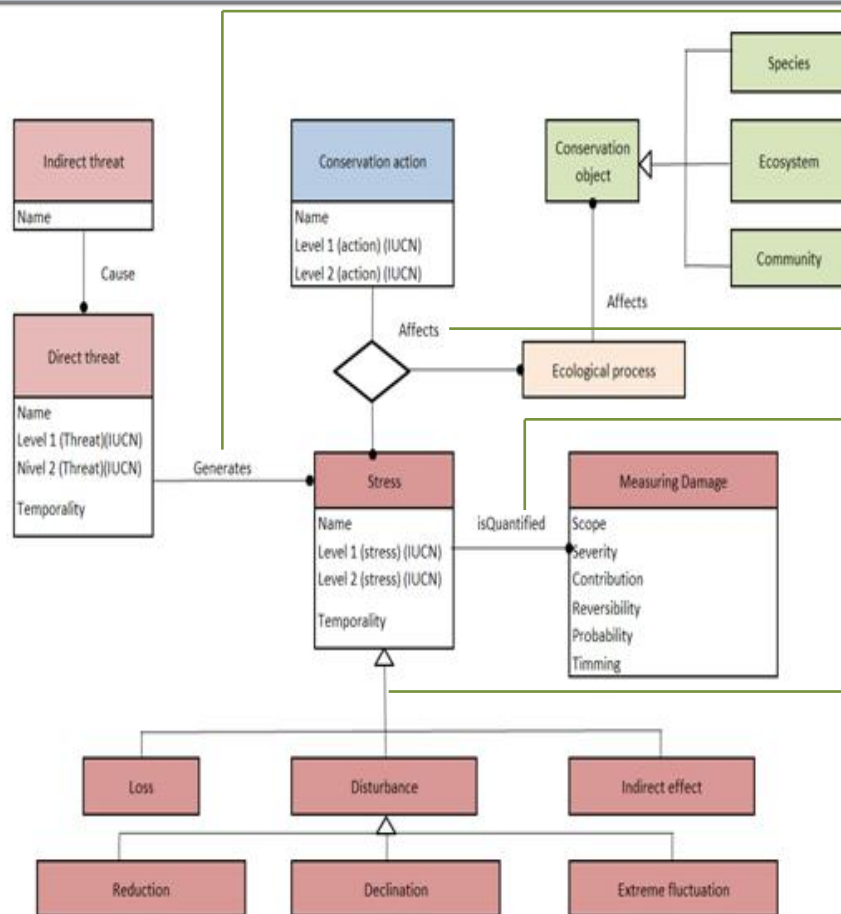 Species
Indirect threat
Name
Conservation action
Name
Level 1 (action) (IUCN)
Level 2 (action) (IUCN)
Conservation
object
Ecosystem
Community
Cause
Affects
Affects
Direct threat
Name
Level 1 (Threat)(IUCN)
Nivel 2 (Threat)(IUCN)
Temporality
Ecological process
Generates
Stress
Name
Level 1 (stress) (IUCN)
Level 2 (stress) (IUCN)
Temporality
isQuantified
Measuring Damage
Scope
Severity
Contribution
Reversibility
Probability
Timming
Loss
Disturbance
Indirect effect
Reduction
Declination
Extreme fluctuation